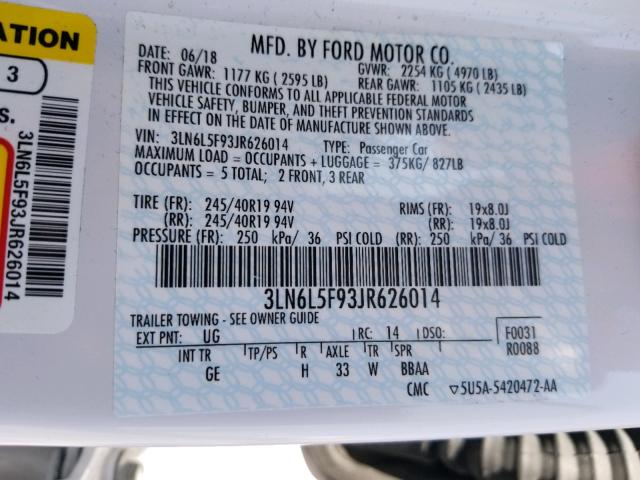 ATION
3
s.
3LN6L5F93JR626014
MFD. BY FORD MOTOR CO.
DATE: 06/18 GVWR: 2254 KG ( 4970 LB)
FRONT GAWR: 1177 KG ( 2595 LB) REAR GAWR: 1105 KG ( 2435 LB)
THIS VEHICLE CONFORMS TO ALL APPLICABLE FEDERAL MOTOR
VEHICLE SAFETY, BUMPER, AND THEFT PREVENTION STANDARDS
IN EFFECT ON THE DATE OF MANUFACTURE SHOWN ABOVE.
VIN: 3LN6L5F93JR626014 TYPE: Passenger Car
MAXIMUM LOAD = OCCUPANTS + LUGGAGE = 375KG/ 827LB
OCCUPANTS = 5 TOTAL; 2 FRONT, 3 REAR
TIRE (FR): 245/40R19 94V RIMS (FR): 19x8.0J
(RR): 245/40R19 94V (RR): 19x8.0J
PRESSURE (FR): 250 kPa/ 36 PSI COLD (RR): 250 kPa/ 36 PSI COLD
3LN6L5F93JR626014
TRAILER TOWING - SEE OWNER GUIDE
EXT PNT: UG RC: 14 DSO: F0031
R0088
INT TR TP/PS R AXLE TR SPR
GE H 33 W BBAA
CMC ▽5U5A-5420472-AA